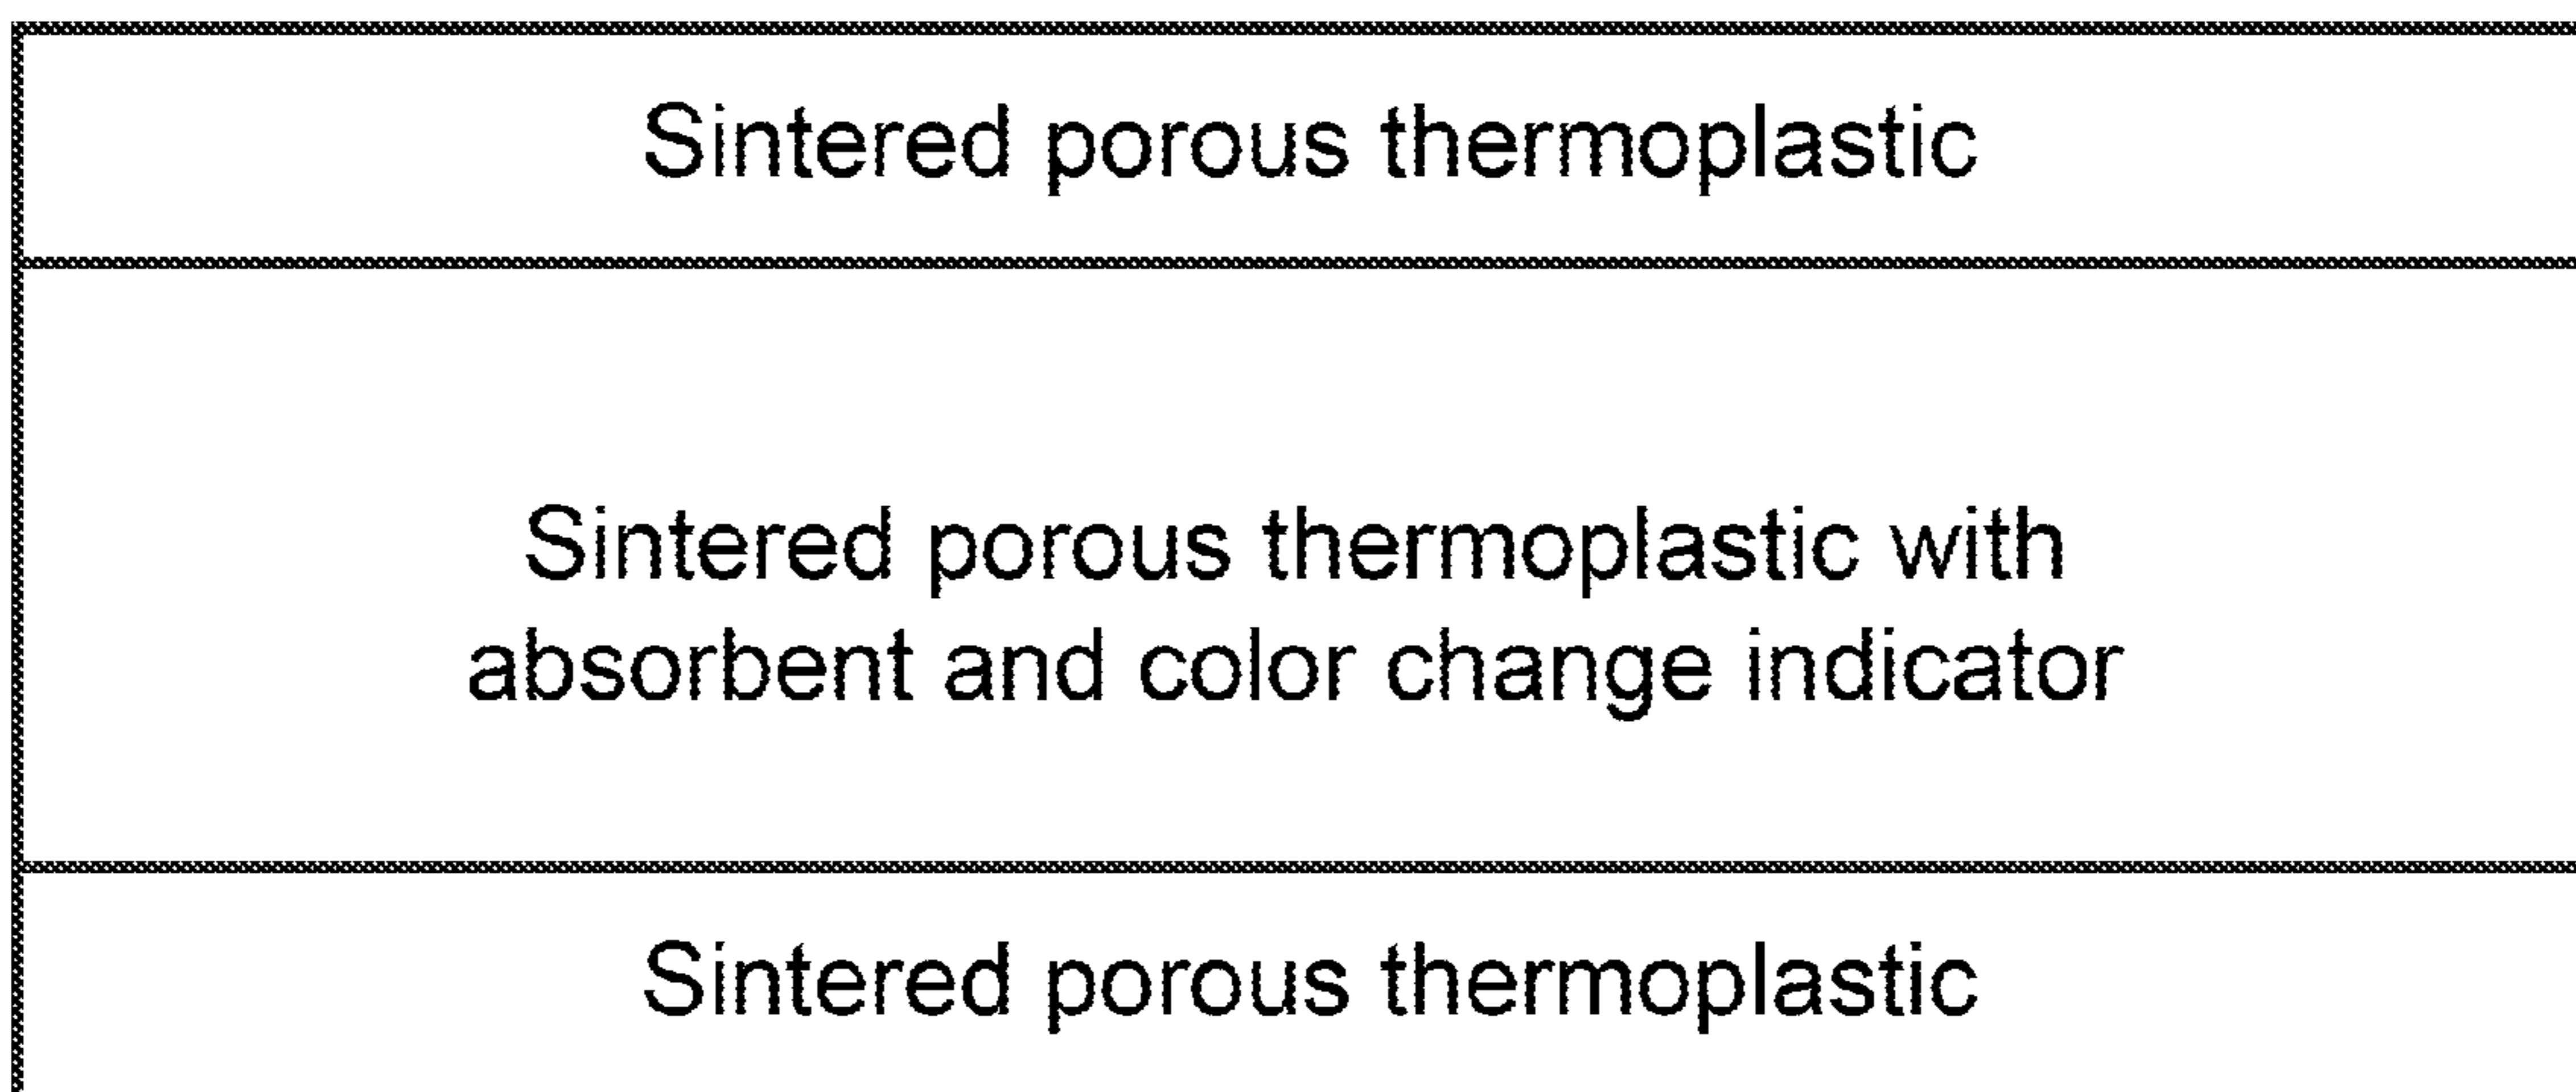 Sintered porous thermoplastic
Sintered porous thermoplastic with
absorbent and color change indicator
Sintered porous thermoplastic